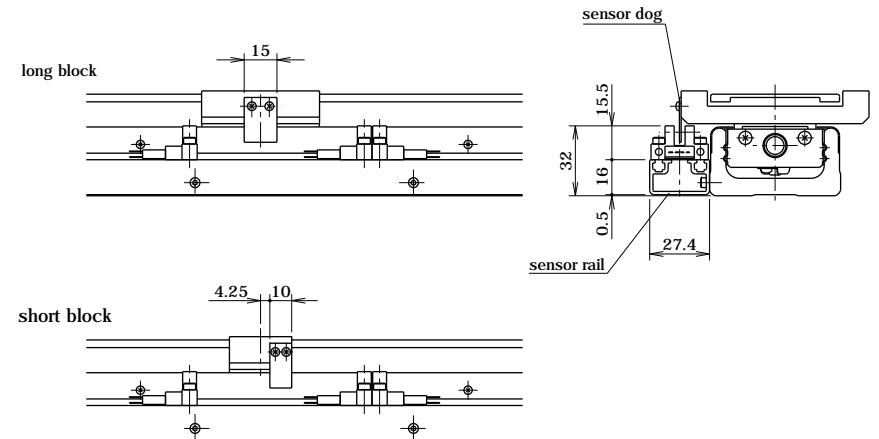 sensor dog
15
long block
15.5
32
16
0.5
27.4
sensor rail
4.25
10
short block